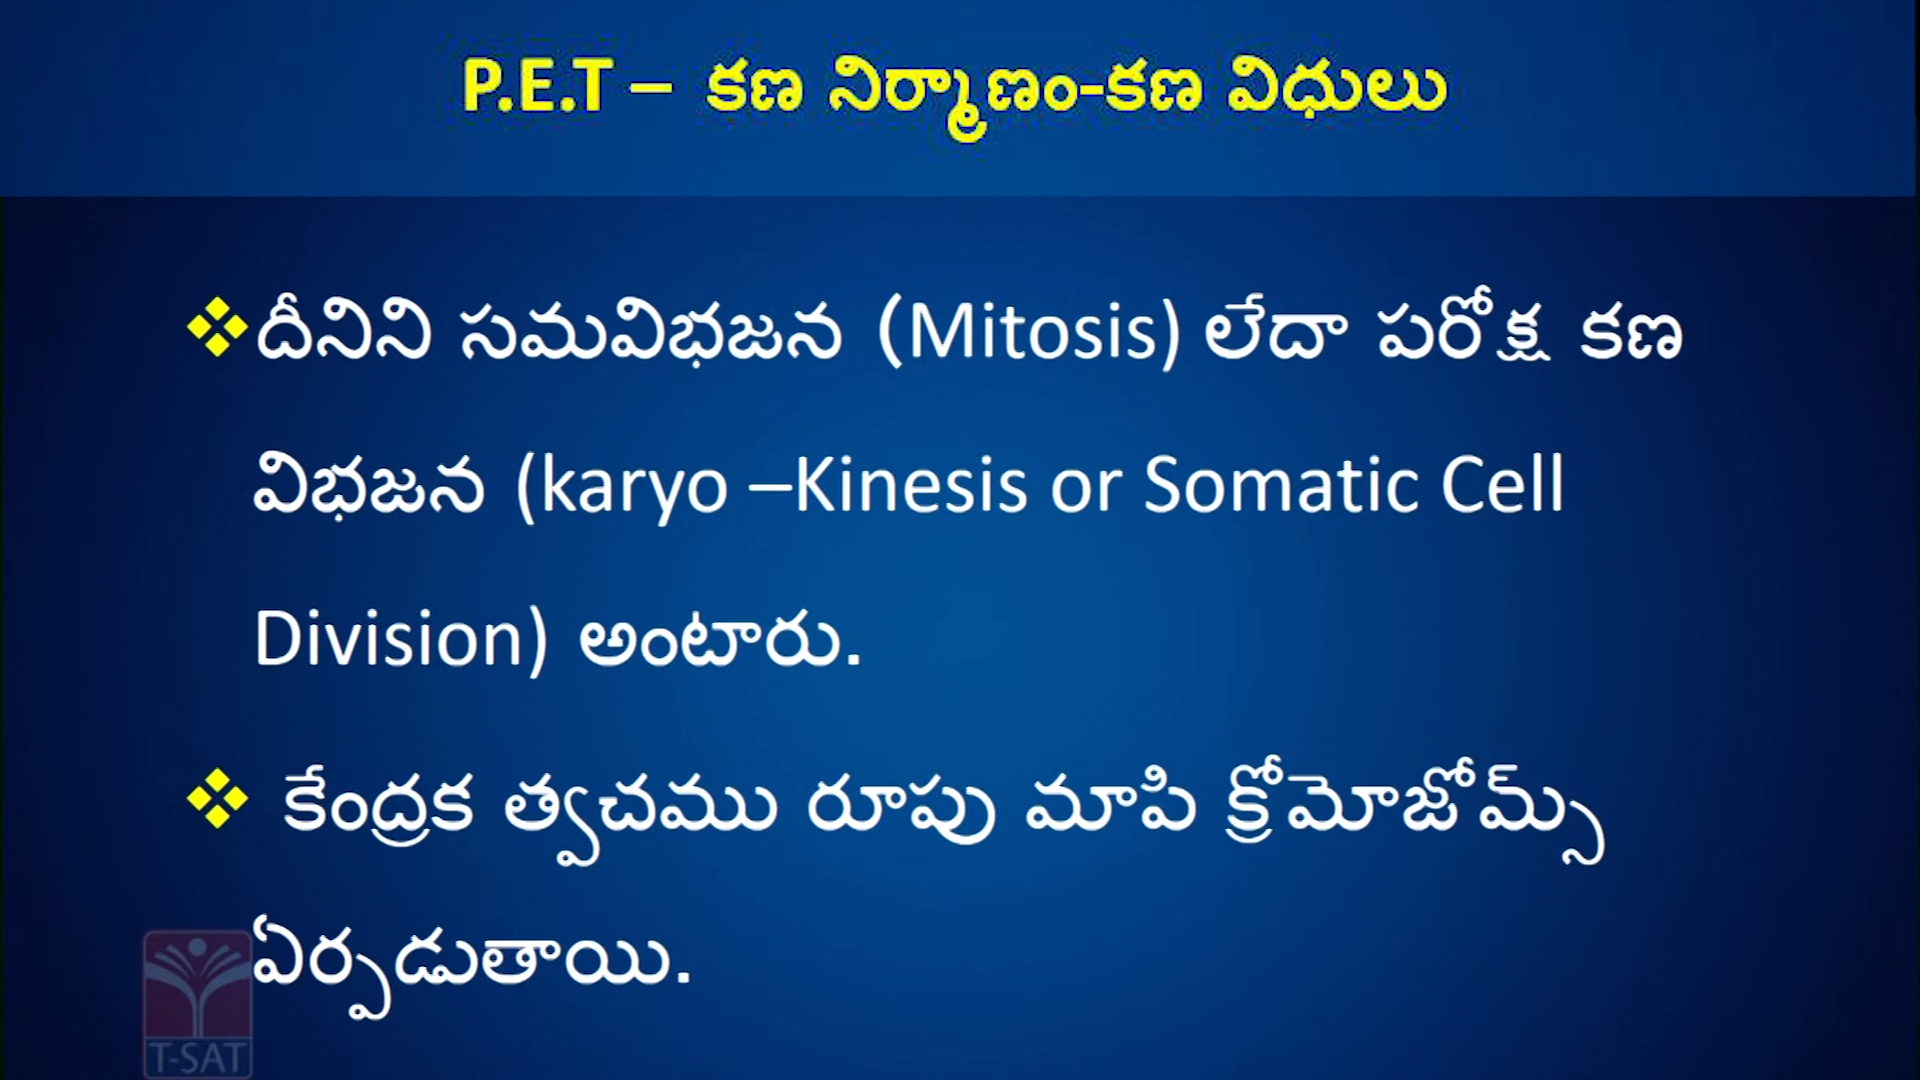 P.E.T – కణ నిర్మాణం-కణ విధులు
❖దీనిని సమవిభజన (Mitosis) లేదా పరోక్ష కణ
విభజన (karyo –Kinesis or Somatic Cell
Division) అంటారు.
❖ కేంద్రక త్వచము రూపు మాపి క్రోమోజోమ్స్
ఏర్పడుతాయి.
T-SAT